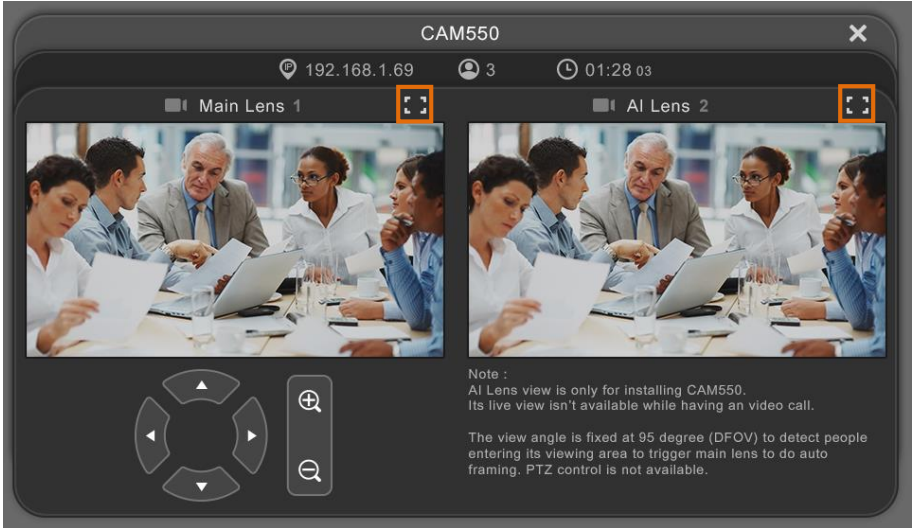 CAM550
192.168.1.69 3 01:28 03
Main Lens 1
AI Lens 2
Note :
AI Lens view is only for installing CAM550.
Its live view isn't available while having an video call.
The view angle is fixed at 95 degree (DFOV) to detect people
entering its viewing area to trigger main lens to do auto
framing. PTZ control is not available.